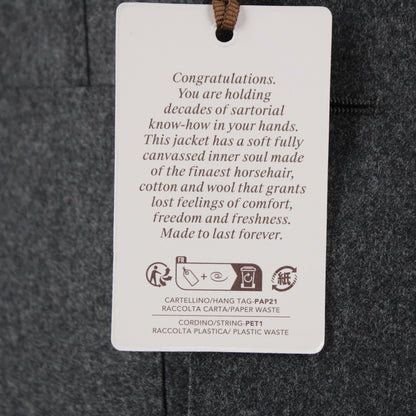 Congratulations.
You are holding
decades of sartorial
know-how in your hands.
This jacket has a soft fully
canvassed inner soul made
of the finaest horsehair,
cotton and wool that grants
lost feelings of comfort,
freedom and freshness.
Made to last forever.
FR
紙
CARTELLINO/HANG TAG-PAP21
RACCOLTA CARTA/PAPER WASTE
CORDINO/STRING-PET1
RACCOLTA PLASTICA/ PLASTIC WASTE